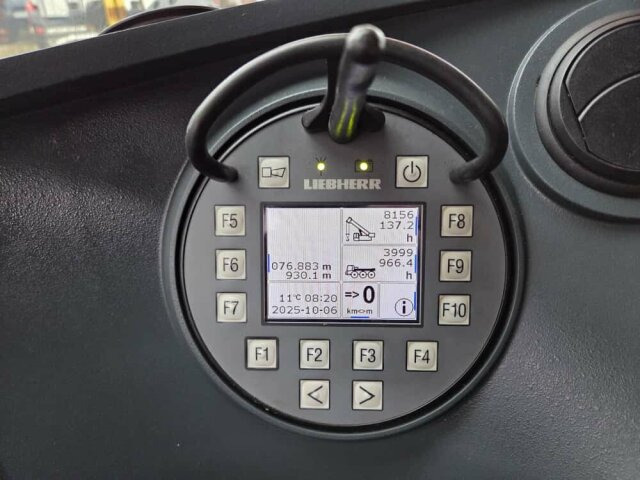 LIEBHERR
F5
F6
F7
F8
F9
F10
F1
F2
F3
F4
<
>
8156
137.2
h
3999
966.4
h
076.883 m
930.1 m
11°C 08:20
2025-10-06
=> 0
km<>m
i